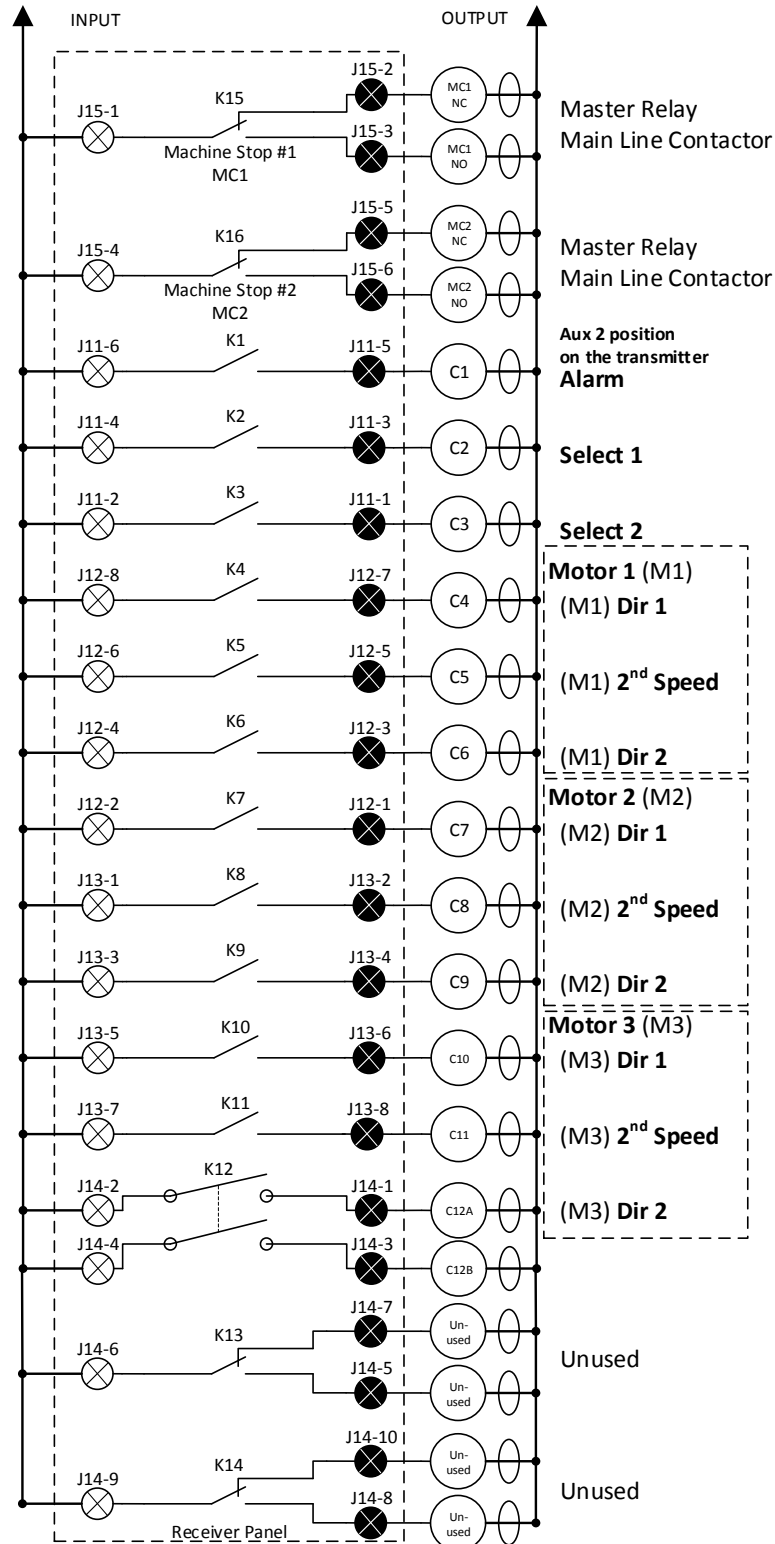 INPUT
OUTPUT
J15-1
K15
J15-2
MC1
NC
J15-3
MC1
NO
Machine Stop #1
MC1
Master Relay
Main Line Contactor
J15-4
K16
J15-5
MC2
NC
J15-6
MC2
NO
Machine Stop #2
MC2
Master Relay
Main Line Contactor
J11-6
K1
J11-5
C1
Aux 2 position
on the transmitter
Alarm
J11-4
K2
J11-3
C2
Select 1
J11-2
K3
J11-1
C3
Select 2
Motor 1 (M1)
J12-8
K4
J12-7
C4
(M1) Dir 1
J12-6
K5
J12-5
C5
(M1) 2nd Speed
J12-4
K6
J12-3
C6
(M1) Dir 2
Motor 2 (M2)
J12-2
K7
J12-1
C7
(M2) Dir 1
J13-1
K8
J13-2
C8
(M2) 2nd Speed
J13-3
K9
J13-4
C9
(M2) Dir 2
Motor 3 (M3)
J13-5
K10
J13-6
C10
(M3) Dir 1
J13-7
K11
J13-8
C11
(M3) 2nd Speed
J14-2
K12
J14-1
C12A
(M3) Dir 2
J14-4
J14-3
C12B
J14-6
K13
J14-7
Un-
used
J14-5
Un-
used
Unused
J14-9
K14
J14-10
Un-
used
J14-8
Un-
used
Unused
Receiver Panel